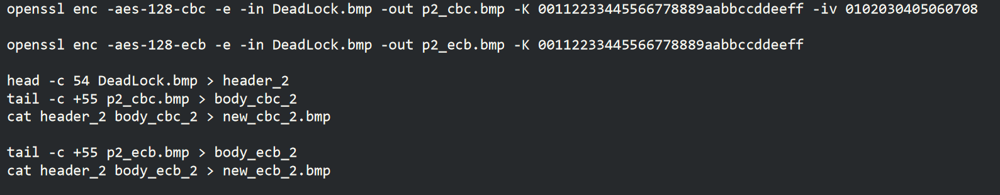 openssl enc -aes-128-cbc -e -in DeadLock.bmp -out p2_cbc.bmp -K 00112233445566778889aabbccddeeff -iv 0102030405060708
openssl enc -aes-128-ecb -e -in DeadLock.bmp -out p2_ecb.bmp -K 00112233445566778889aabbccddeeff
head -c 54 DeadLock.bmp > header_2
tail -c +55 p2_cbc.bmp > body_cbc_2
cat header_2 body_cbc_2 > new_cbc_2.bmp
tail -c +55 p2_ecb.bmp > body_ecb_2
cat header_2 body_ecb_2 > new_ecb_2.bmp